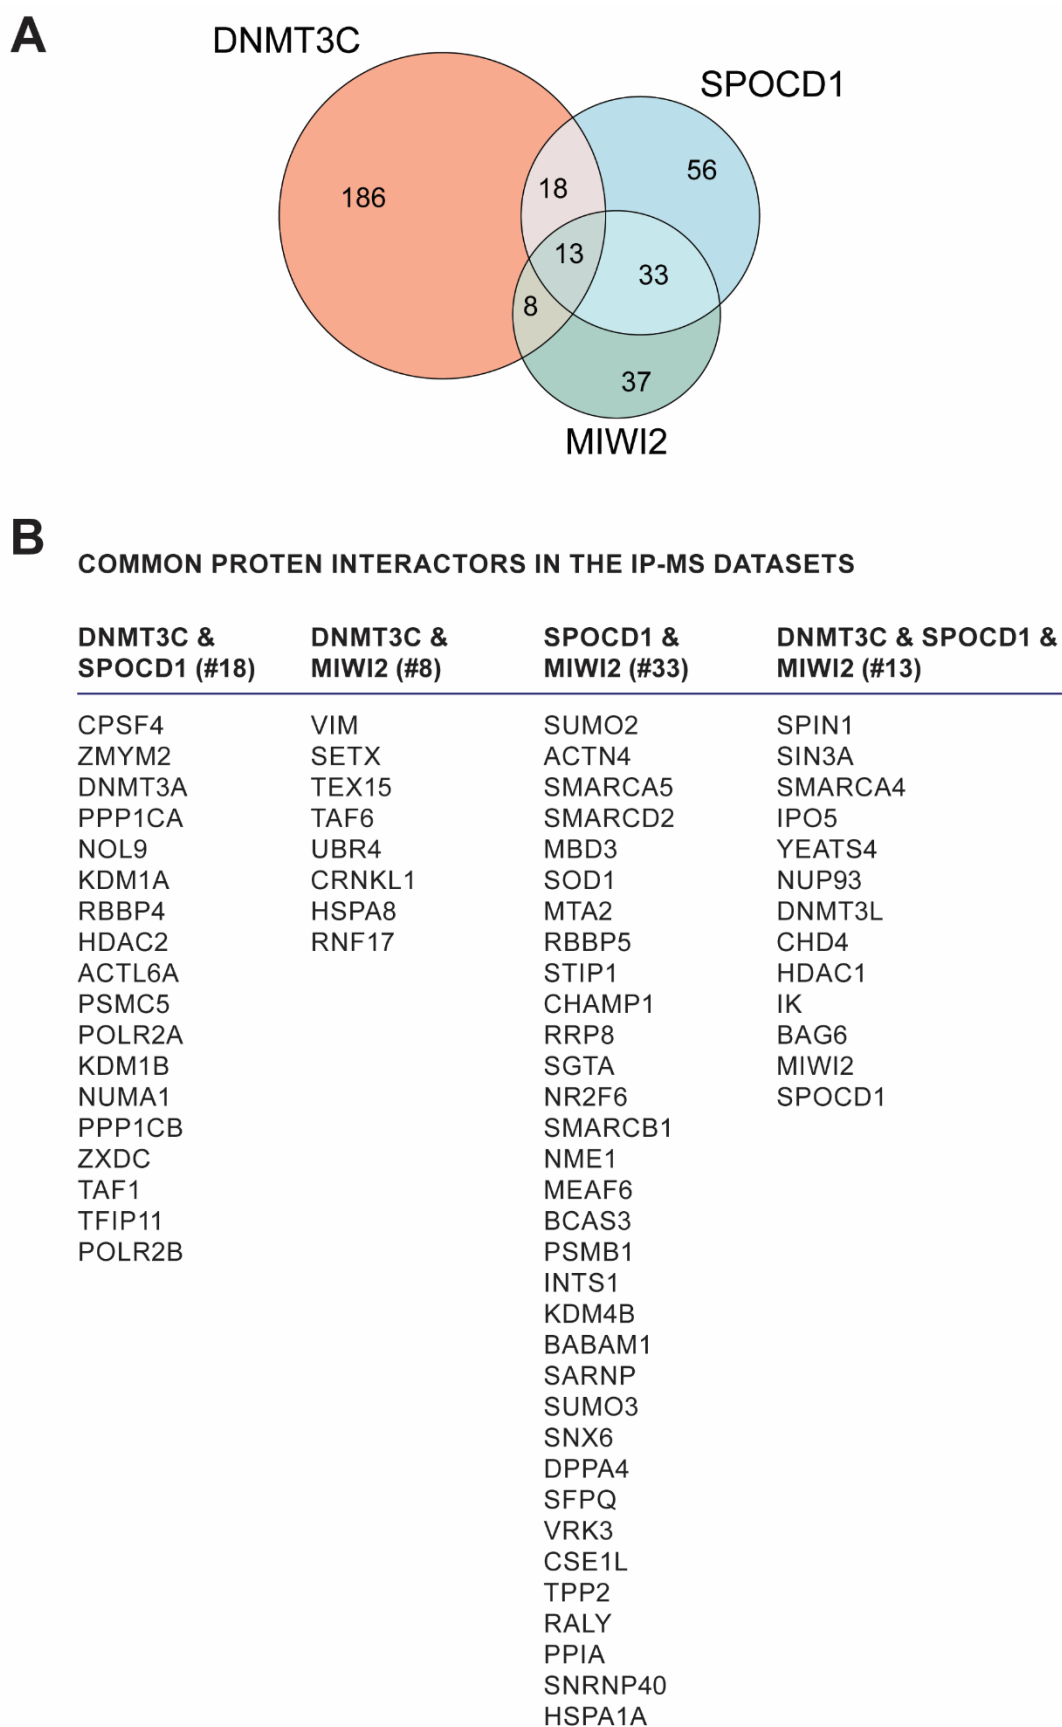 A
DNMT3C
SPOCD1
186
18
56
13
33
8
37
MIWI2
B
COMMON PROTEN INTERACTORS IN THE IP-MS DATASETS
DNMT3C &
SPOCD1 (#18)
CPSF4
ZMYM2
DNMT3A
PPP1CA
NOL9
KDM1A
RBBP4
HDAC2
ACTL6A
PSMC5
POLR2A
KDM1B
NUMA1
PPP1CB
ZXDC
TAF1
TFIP11
POLR2B
DNMT3C &
MIWI2 (#8)
VIM
SETX
TEX15
TAF6
UBR4
CRNKL1
HSPA8
RNF17
SPOCD1 &
MIWI2 (#33)
SUMO2
ACTN4
SMARCA5
SMARCD2
MBD3
SOD1
MTA2
RBBP5
STIP1
CHAMP1
RRP8
SGTA
NR2F6
SMARCB1
NME1
MEAF6
BCAS3
PSMB1
INTS1
KDM4B
BABAM1
SARNP
SUMO3
SNX6
DPPA4
SFPQ
VRK3
CSE1L
TPP2
RALY
PPIA
SNRNP40
HSPA1A
DNMT3C & SPOCD1 &
MIWI2 (#13)
SPIN1
SIN3A
SMARCA4
IPO5
YEATS4
NUP93
DNMT3L
CHD4
HDAC1
IK
BAG6
MIWI2
SPOCD1